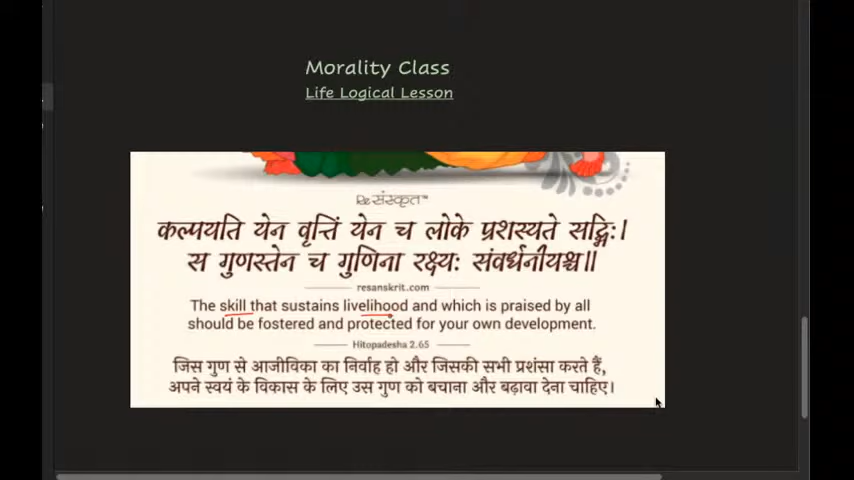 Morality Class
Life Logical Lesson
Reसंस्कृतTM
कल्पयति येन वृत्तिं येन च लोके प्रशस्यते सद्भिः।
स गुणस्तेन च गुणिना रक्ष्यः संवर्धनीयश्च॥
resanskrit.com
The skill that sustains livelihood and which is praised by all
should be fostered and protected for your own development.
Hitopadesha 2.65
जिस गुण से आजीविका का निर्वाह हो और जिसकी सभी प्रशंसा करते हैं,
अपने स्वयं के विकास के लिए उस गुण को बचाना और बढ़ावा देना चाहिए।